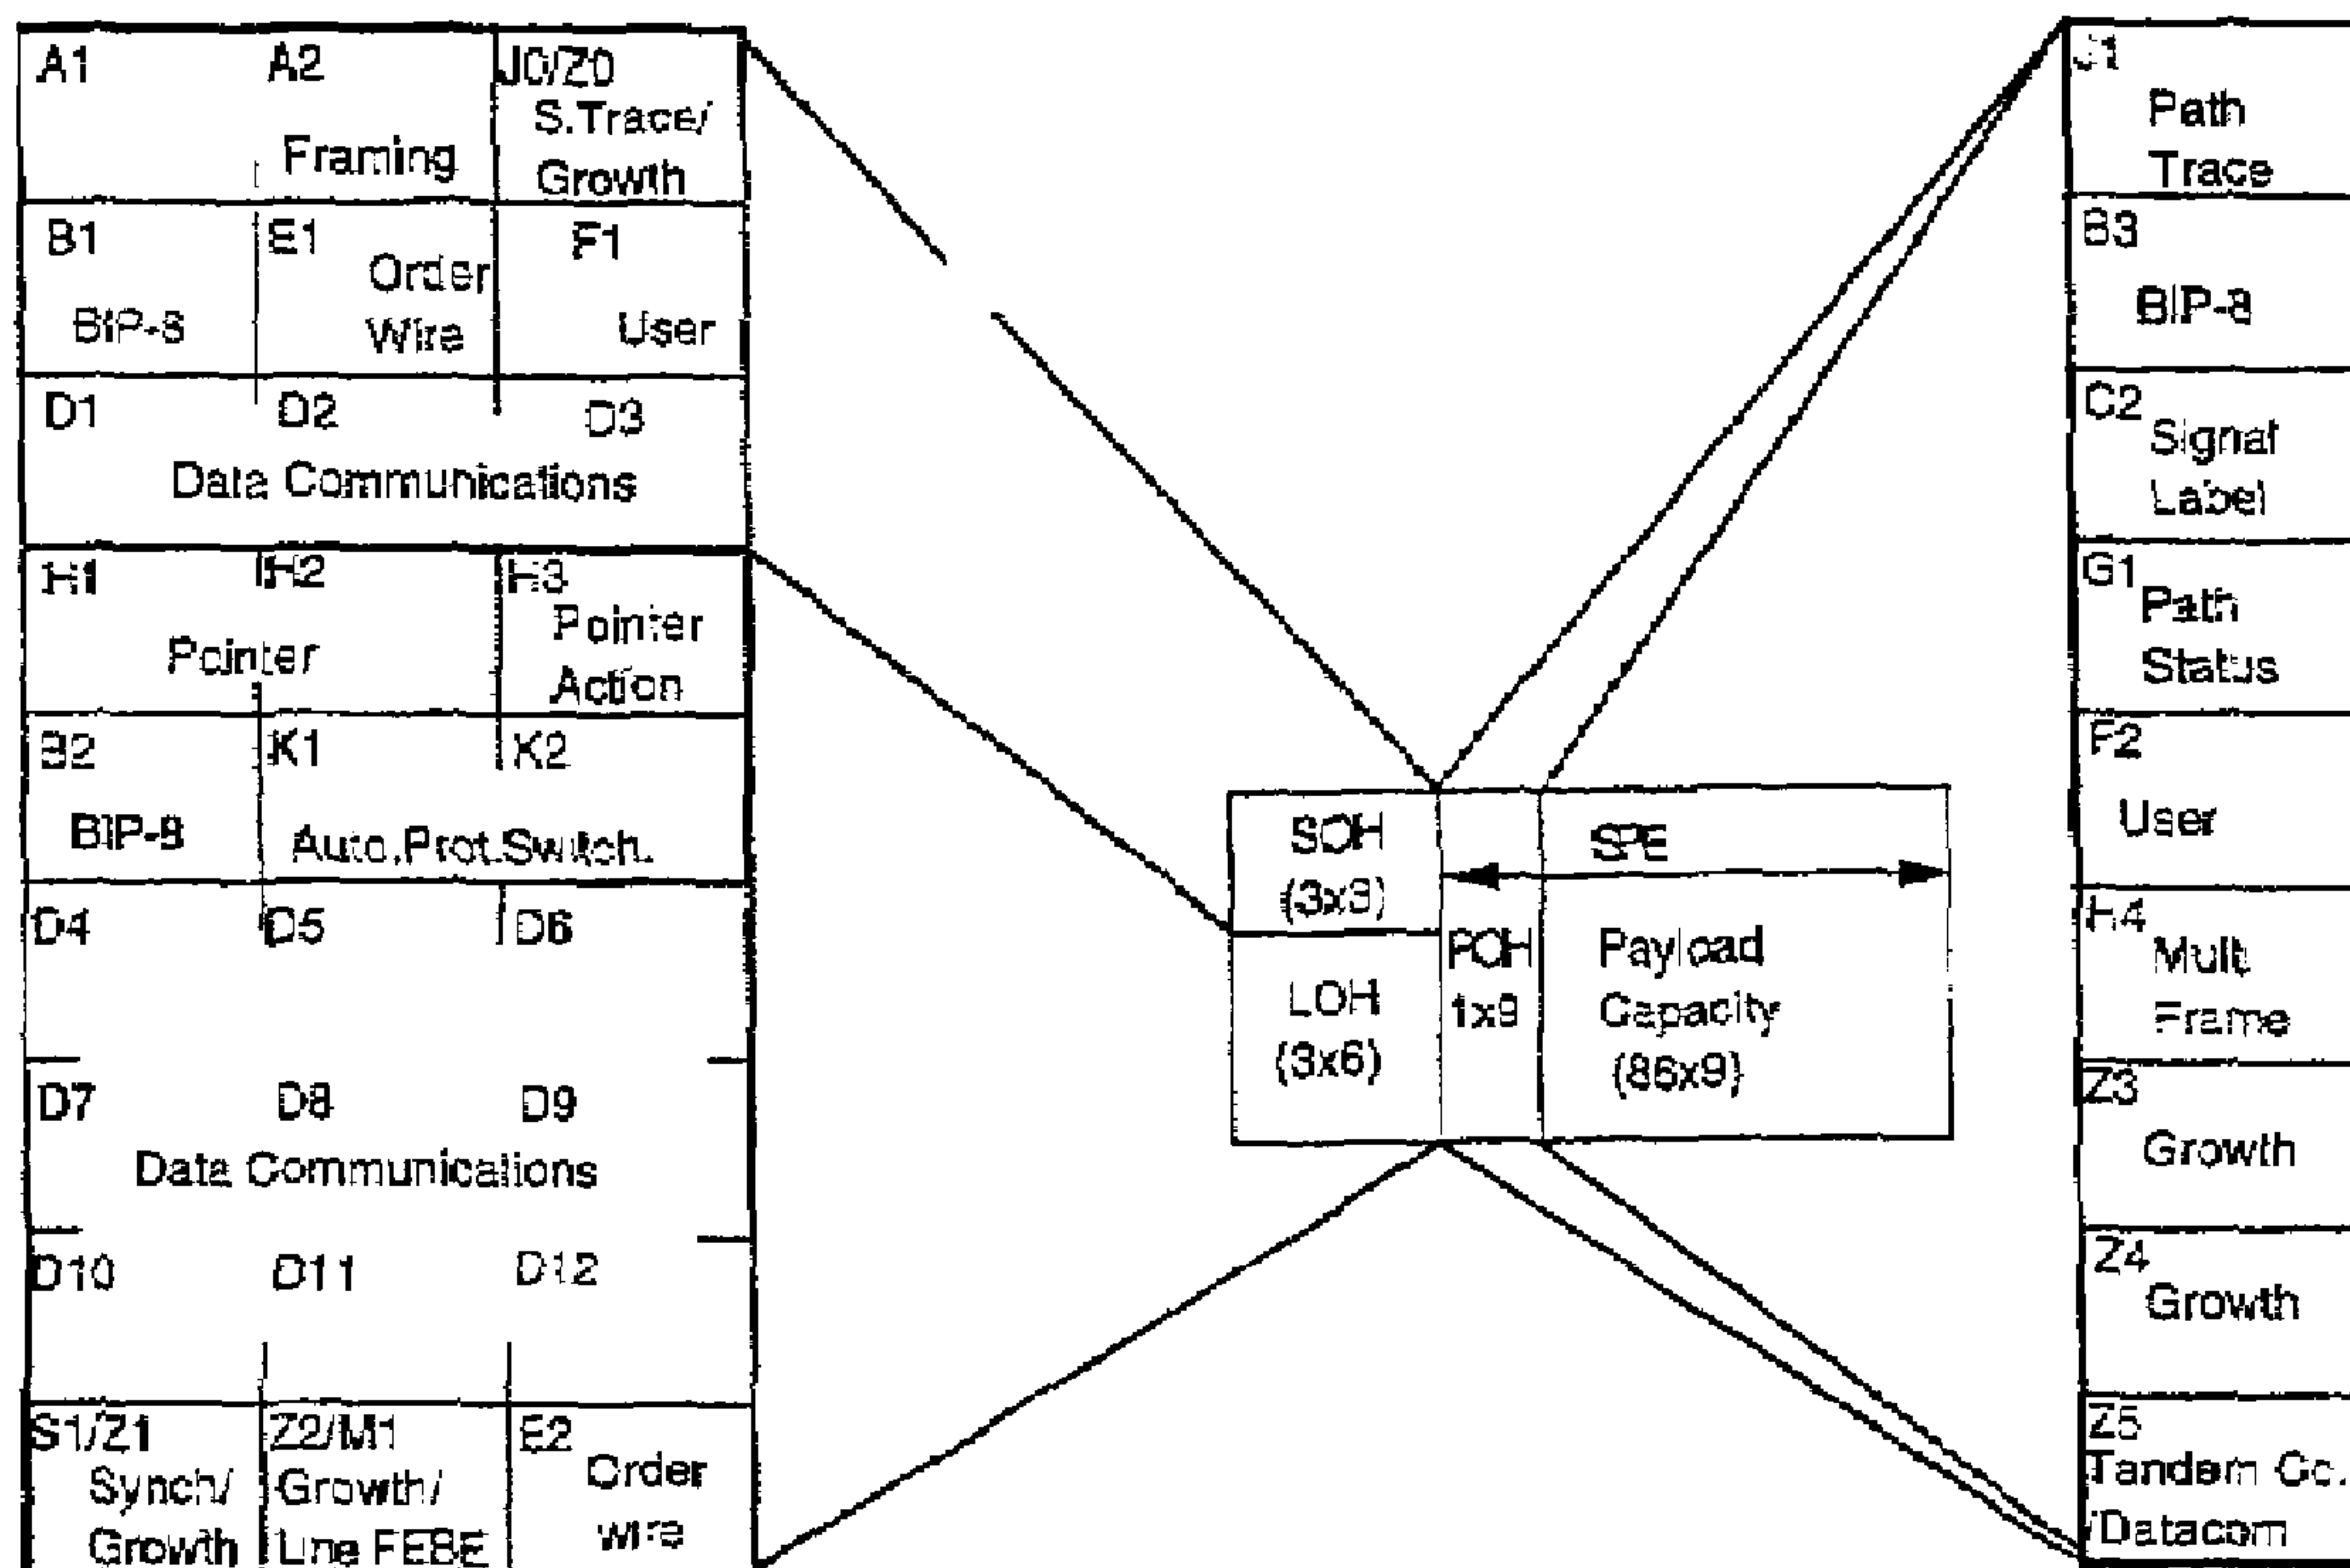 A1 A2 J0/Z0
S.Trace/
Framing Growth
B1 E1 F1
Order
BIP-8 Wire User
D1 D2 D3
Data Communications
H1 H2 H3
Pointer
Pointer
Action
B2 K1 K2
BIP-8 Auto.Prot.Switch.
D4 D5 D6
D7 D8 D9
Data Communications
D10 D11 D12
S1/Z1 Z2/M1 E2
Order
Synch/ Growth/
wire
Growth Line FEBE
SOH
(3x3)
LOH
(3x6)
SPE
POH
1x9
Payload
Capacity
(86x9)
J1
Path
Trace
B3
BIP-8
C2
Signal
Label
G1
Path
Status
F2
User
H4
Multi
Frame
Z3
Growth
Z4
Growth
Z5
Tandem Co.
/Datacom